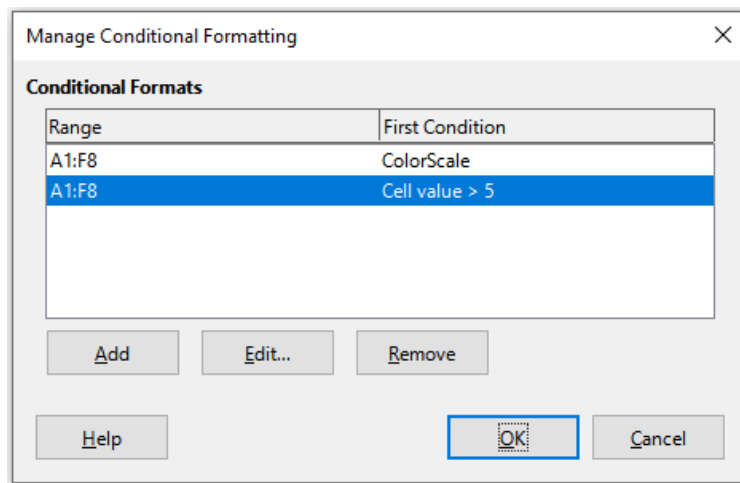 Manage Conditional Formatting
Conditional Formats
Range First Condition
A1:F8 ColorScale
A1:F8 Cell value > 5
Add Edit... Remove
Help OK Cancel